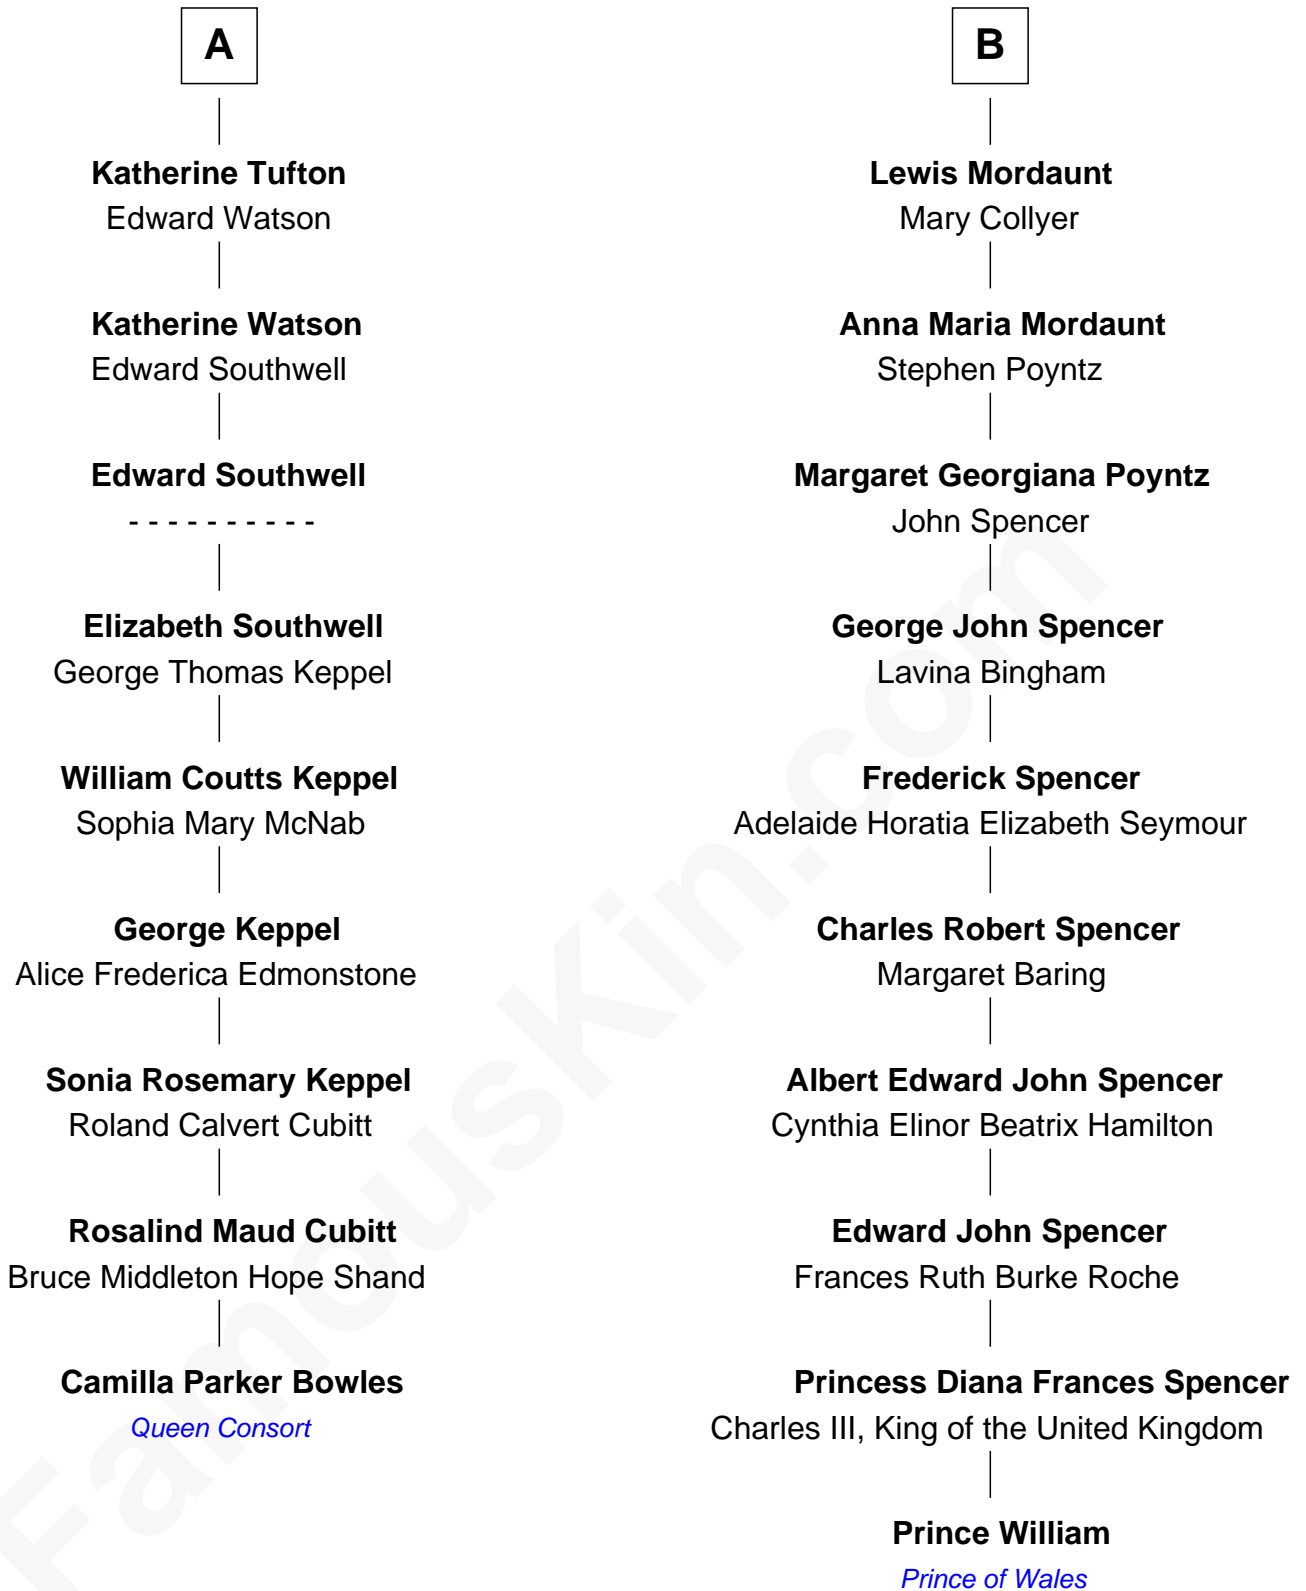 A
B
Katherine Tufton
Edward Watson
Lewis Mordaunt
Mary Collyer
Katherine Watson
Edward Southwell
Anna Maria Mordaunt
Stephen Poyntz
Edward Southwell
- - - - - - - - - -
Margaret Georgiana Poyntz
John Spencer
Elizabeth Southwell
George Thomas Keppel
George John Spencer
Lavina Bingham
William Coutts Keppel
Sophia Mary McNab
Frederick Spencer
Adelaide Horatia Elizabeth Seymour
George Keppel
Alice Frederica Edmonstone
Charles Robert Spencer
Margaret Baring
Sonia Rosemary Keppel
Roland Calvert Cubitt
Albert Edward John Spencer
Cynthia Elinor Beatrix Hamilton
Rosalind Maud Cubitt
Bruce Middleton Hope Shand
Edward John Spencer
Frances Ruth Burke Roche
Camilla Parker Bowles
Queen Consort
Princess Diana Frances Spencer
Charles III, King of the United Kingdom
Prince William
Prince of Wales
FamousKin.com